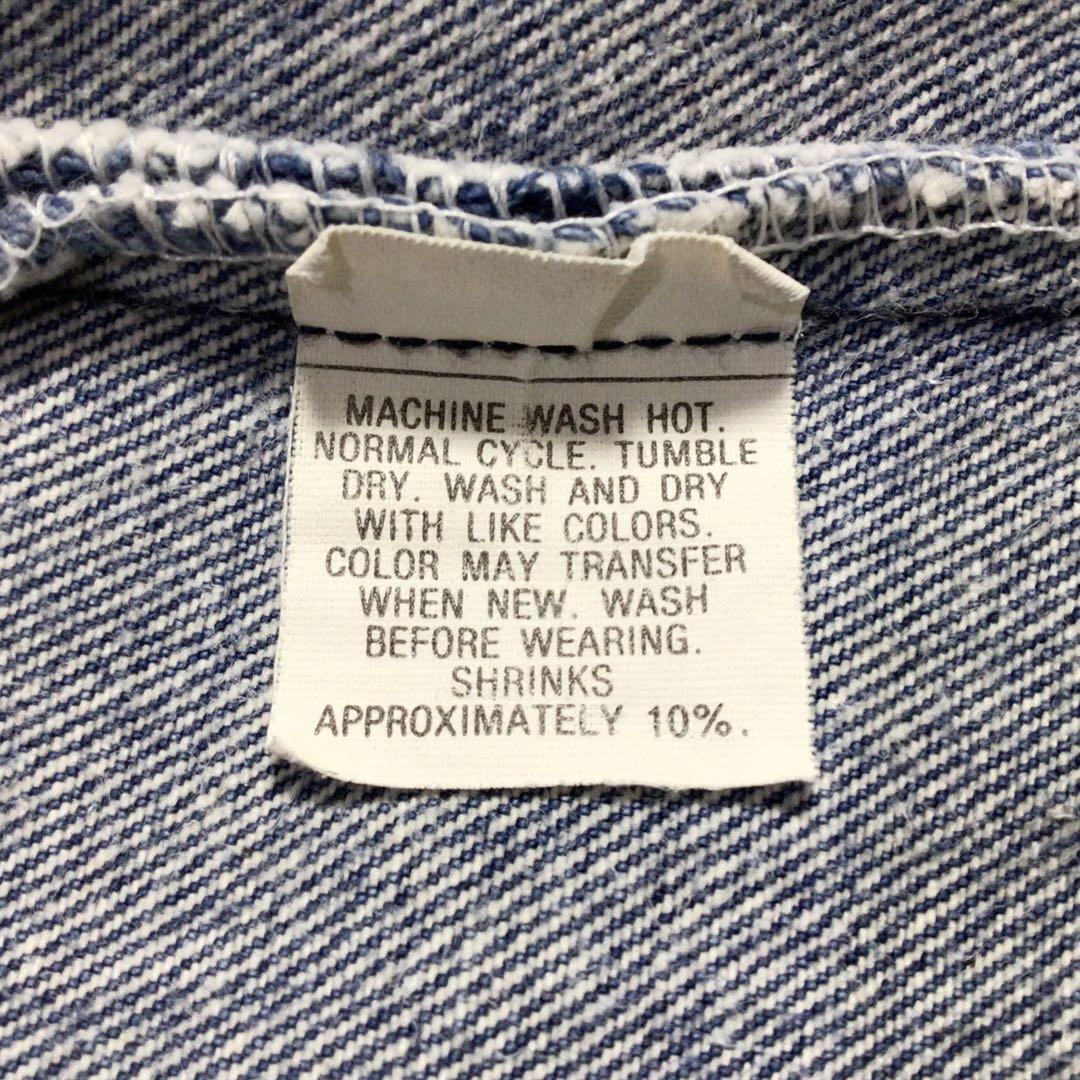 MACHINE WASH HOT.
NORMAL CYCLE. TUMBLE
DRY. WASH AND DRY
WITH LIKE COLORS.
COLOR MAY TRANSFER
WHEN NEW. WASH
BEFORE WEARING.
SHRINKS
APPROXIMATELY 10%.